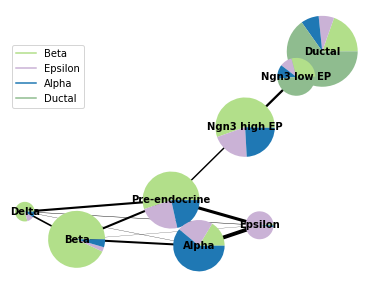 Beta
Epsilon
Alpha
Ductal
Ductal
Ngn3 low EP
Ngn3 high EP
Pre-endocrine
Delta
Epsilon
Beta
Alpha